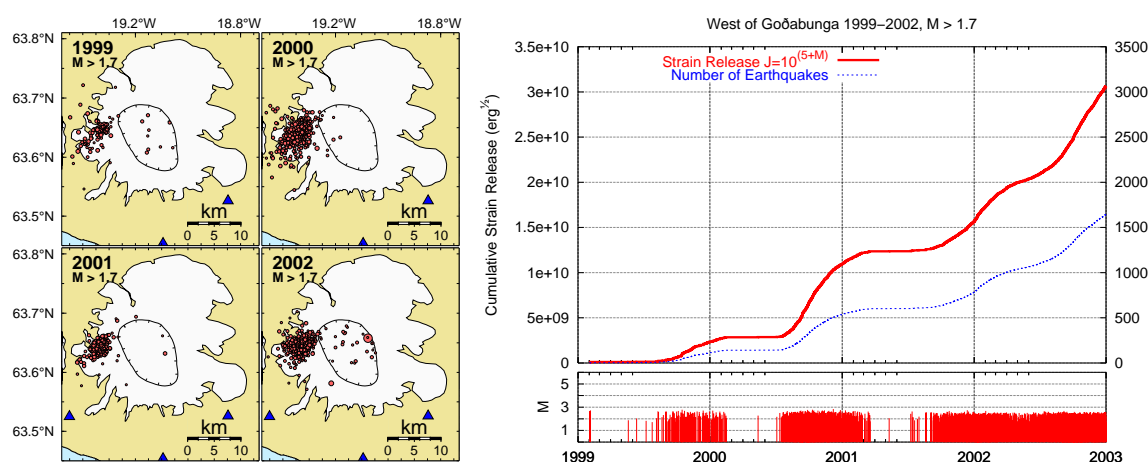 19.2°W 18.8°W 19.2°W 18.8°W
63.8°N
63.7°N
63.6°N
63.5°N
1999
M > 1.7
km
0 5 10
2000
M > 1.7
km
0 5 10
63.8°N
63.7°N
63.6°N
63.5°N
2001
M > 1.7
km
0 5 10
2002
M > 1.7
km
0 5 10
West of Goðabunga 1999–2002, M > 1.7
Strain Release J=10^(5+M)
Number of Earthquakes
Cumulative Strain Release (erg^½)
3.5e+10
3e+10
2.5e+10
2e+10
1.5e+10
1e+10
5e+09
0
3500
3000
2500
2000
1500
1000
500
0
M
5
4
3
2
1
1999 2000 2001 2002 2003